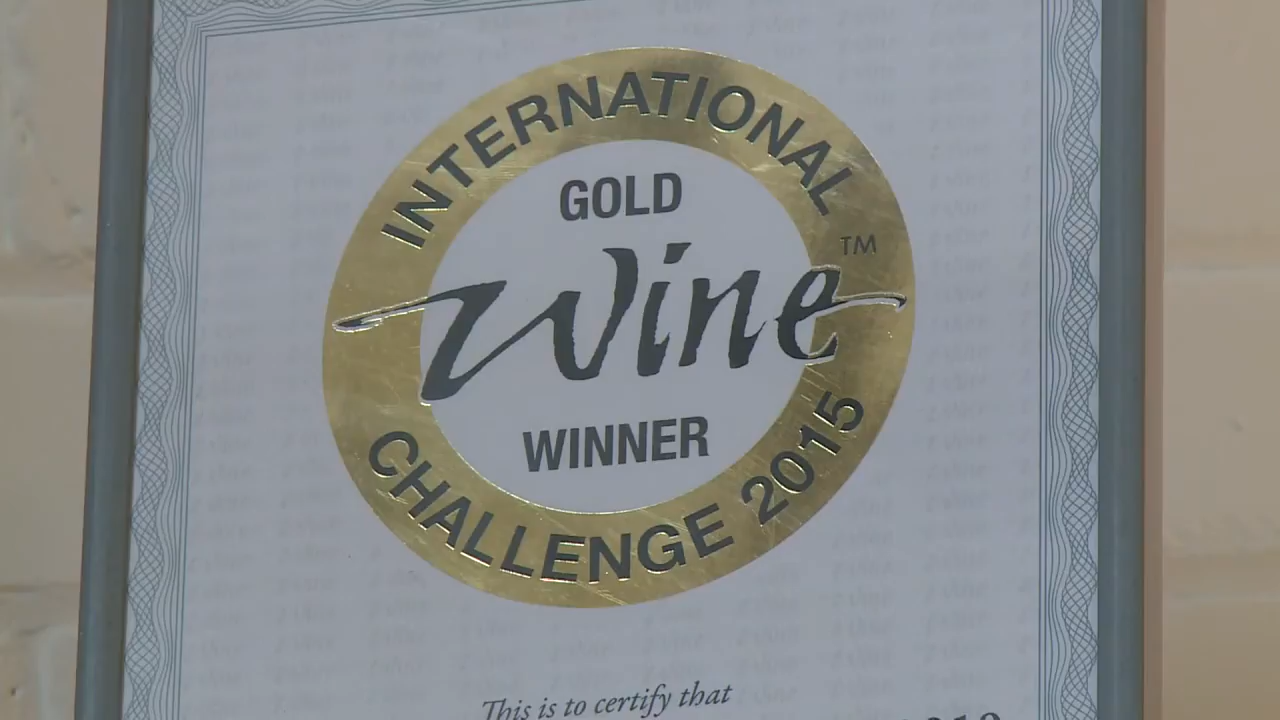 INTERNATIONAL
GOLD
Wine
TM
WINNER
CHALLENGE 2015
This is to certify that